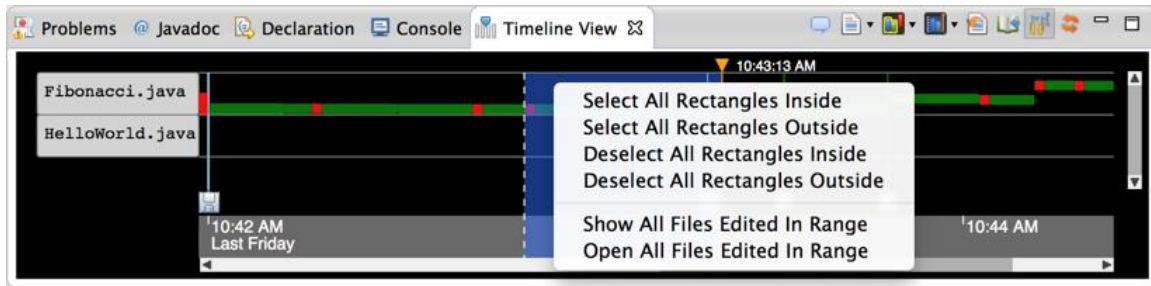 Problems @ Javadoc Declaration Console Timeline View
10:43:13 AM
Fibonacci.java
HelloWorld.java
Select All Rectangles Inside
Select All Rectangles Outside
Deselect All Rectangles Inside
Deselect All Rectangles Outside
Show All Files Edited In Range
Open All Files Edited In Range
10:42 AM
Last Friday
10:44 AM